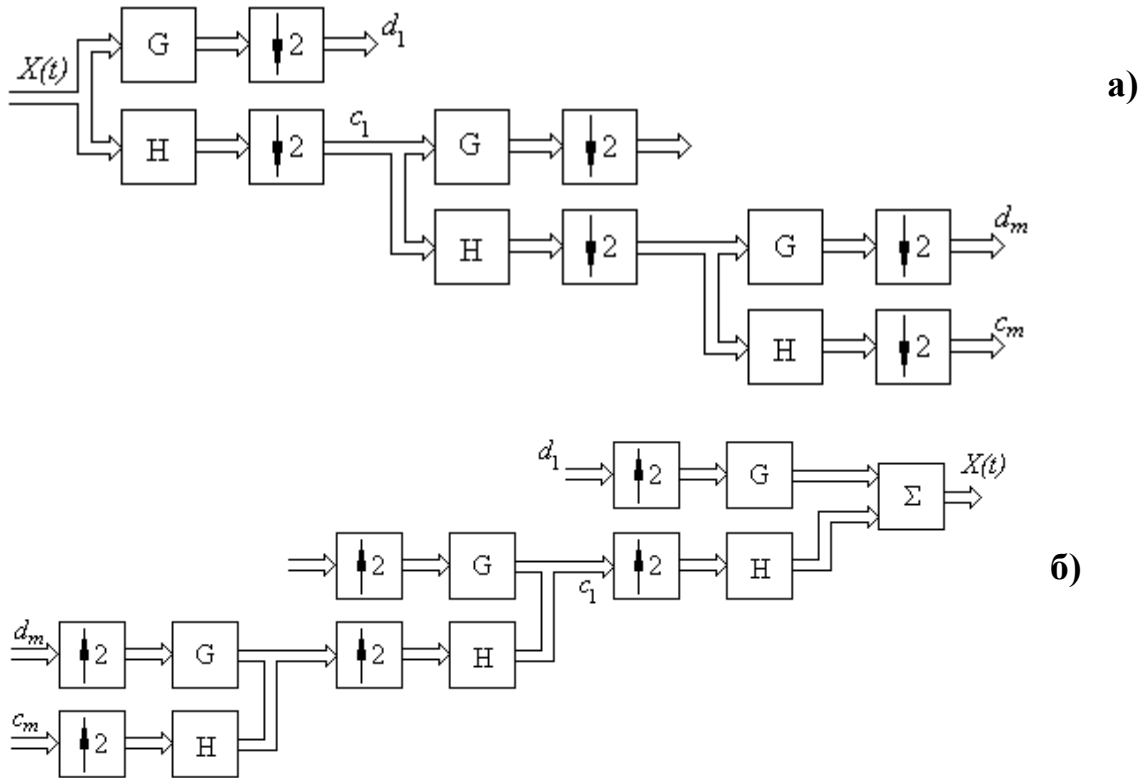 G ↓2 d₁
X(t)
а)
H ↓2 c₁ G ↓2
H ↓2 G ↓2 dₘ
H ↓2 cₘ
d₁ ↑2 G Σ X(t)
↑2 G c₁ ↑2 H
б)
dₘ ↑2 G ↑2 H
cₘ ↑2 H